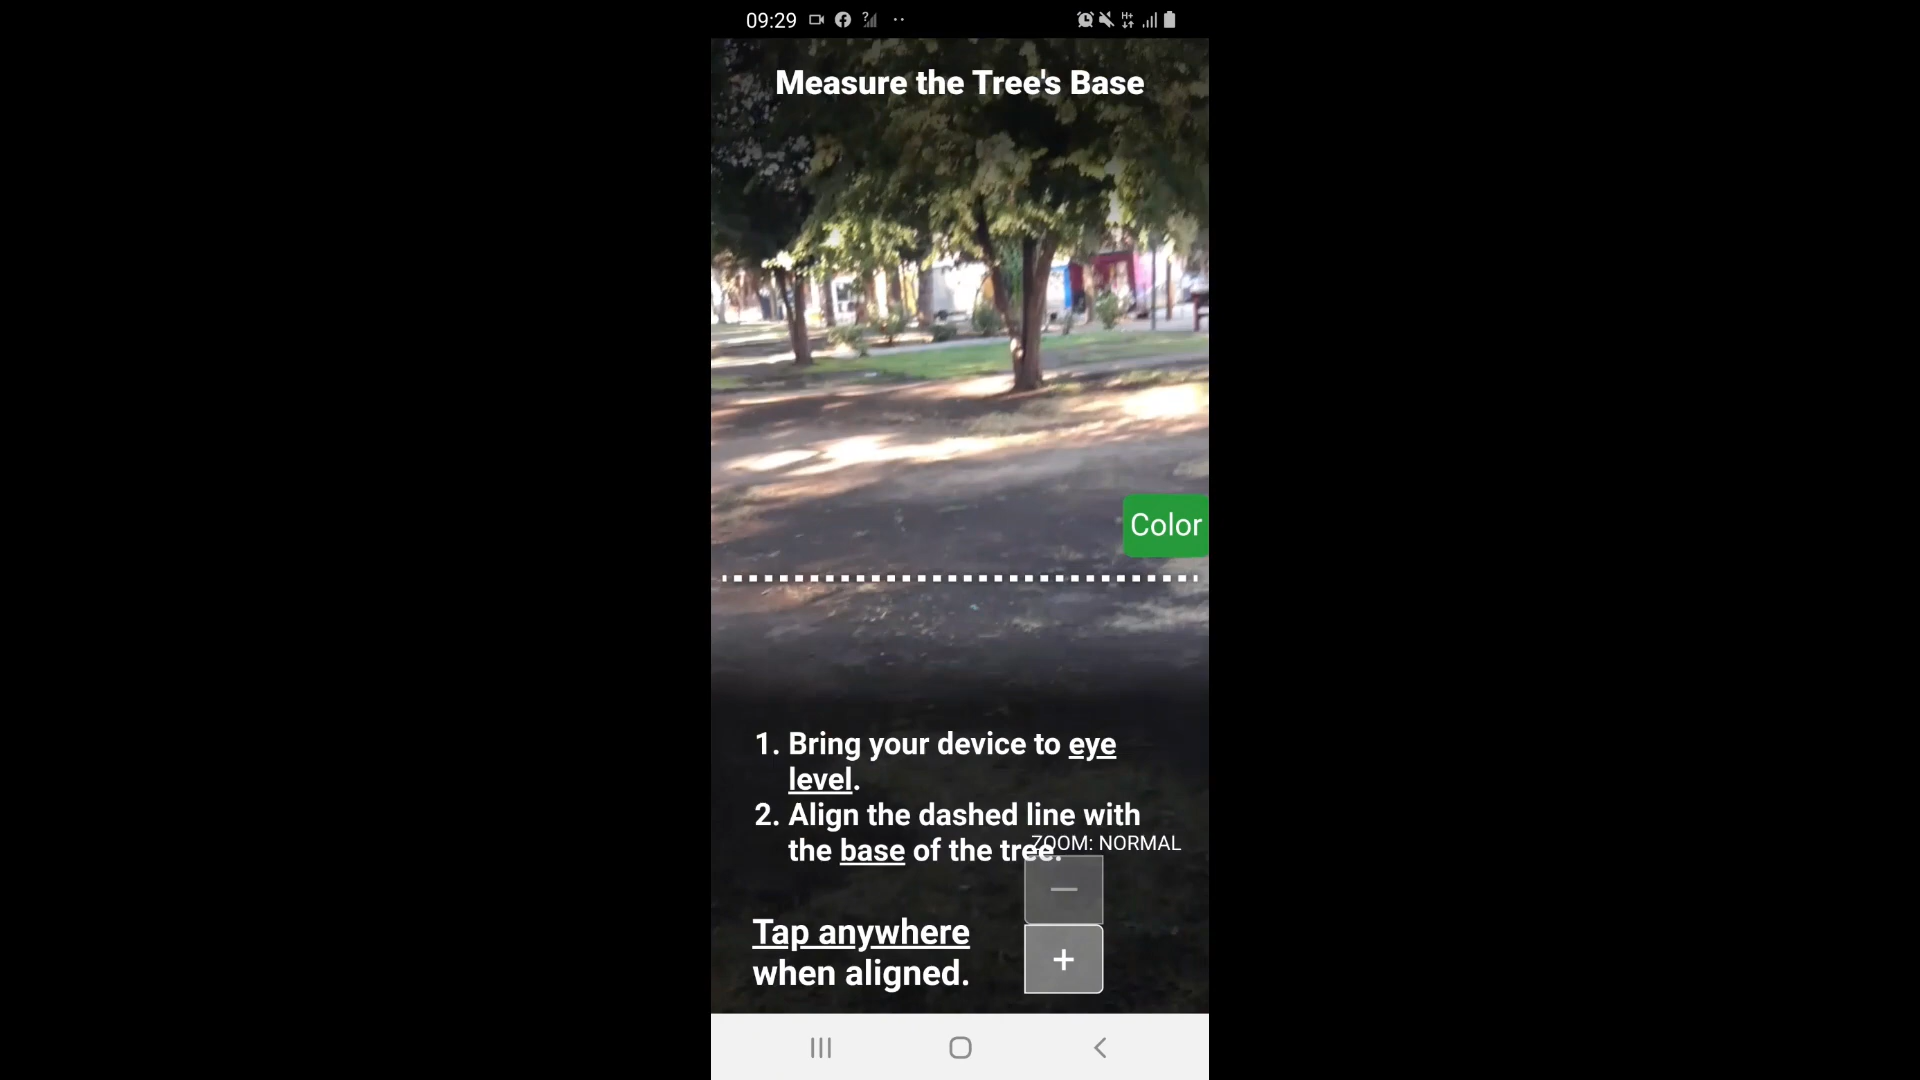 09:29
Measure the Tree's Base
Color
1. Bring your device to eye
level.
2. Align the dashed line with
the base of the tree.
ZOOM: NORMAL
−
+
Tap anywhere
when aligned.